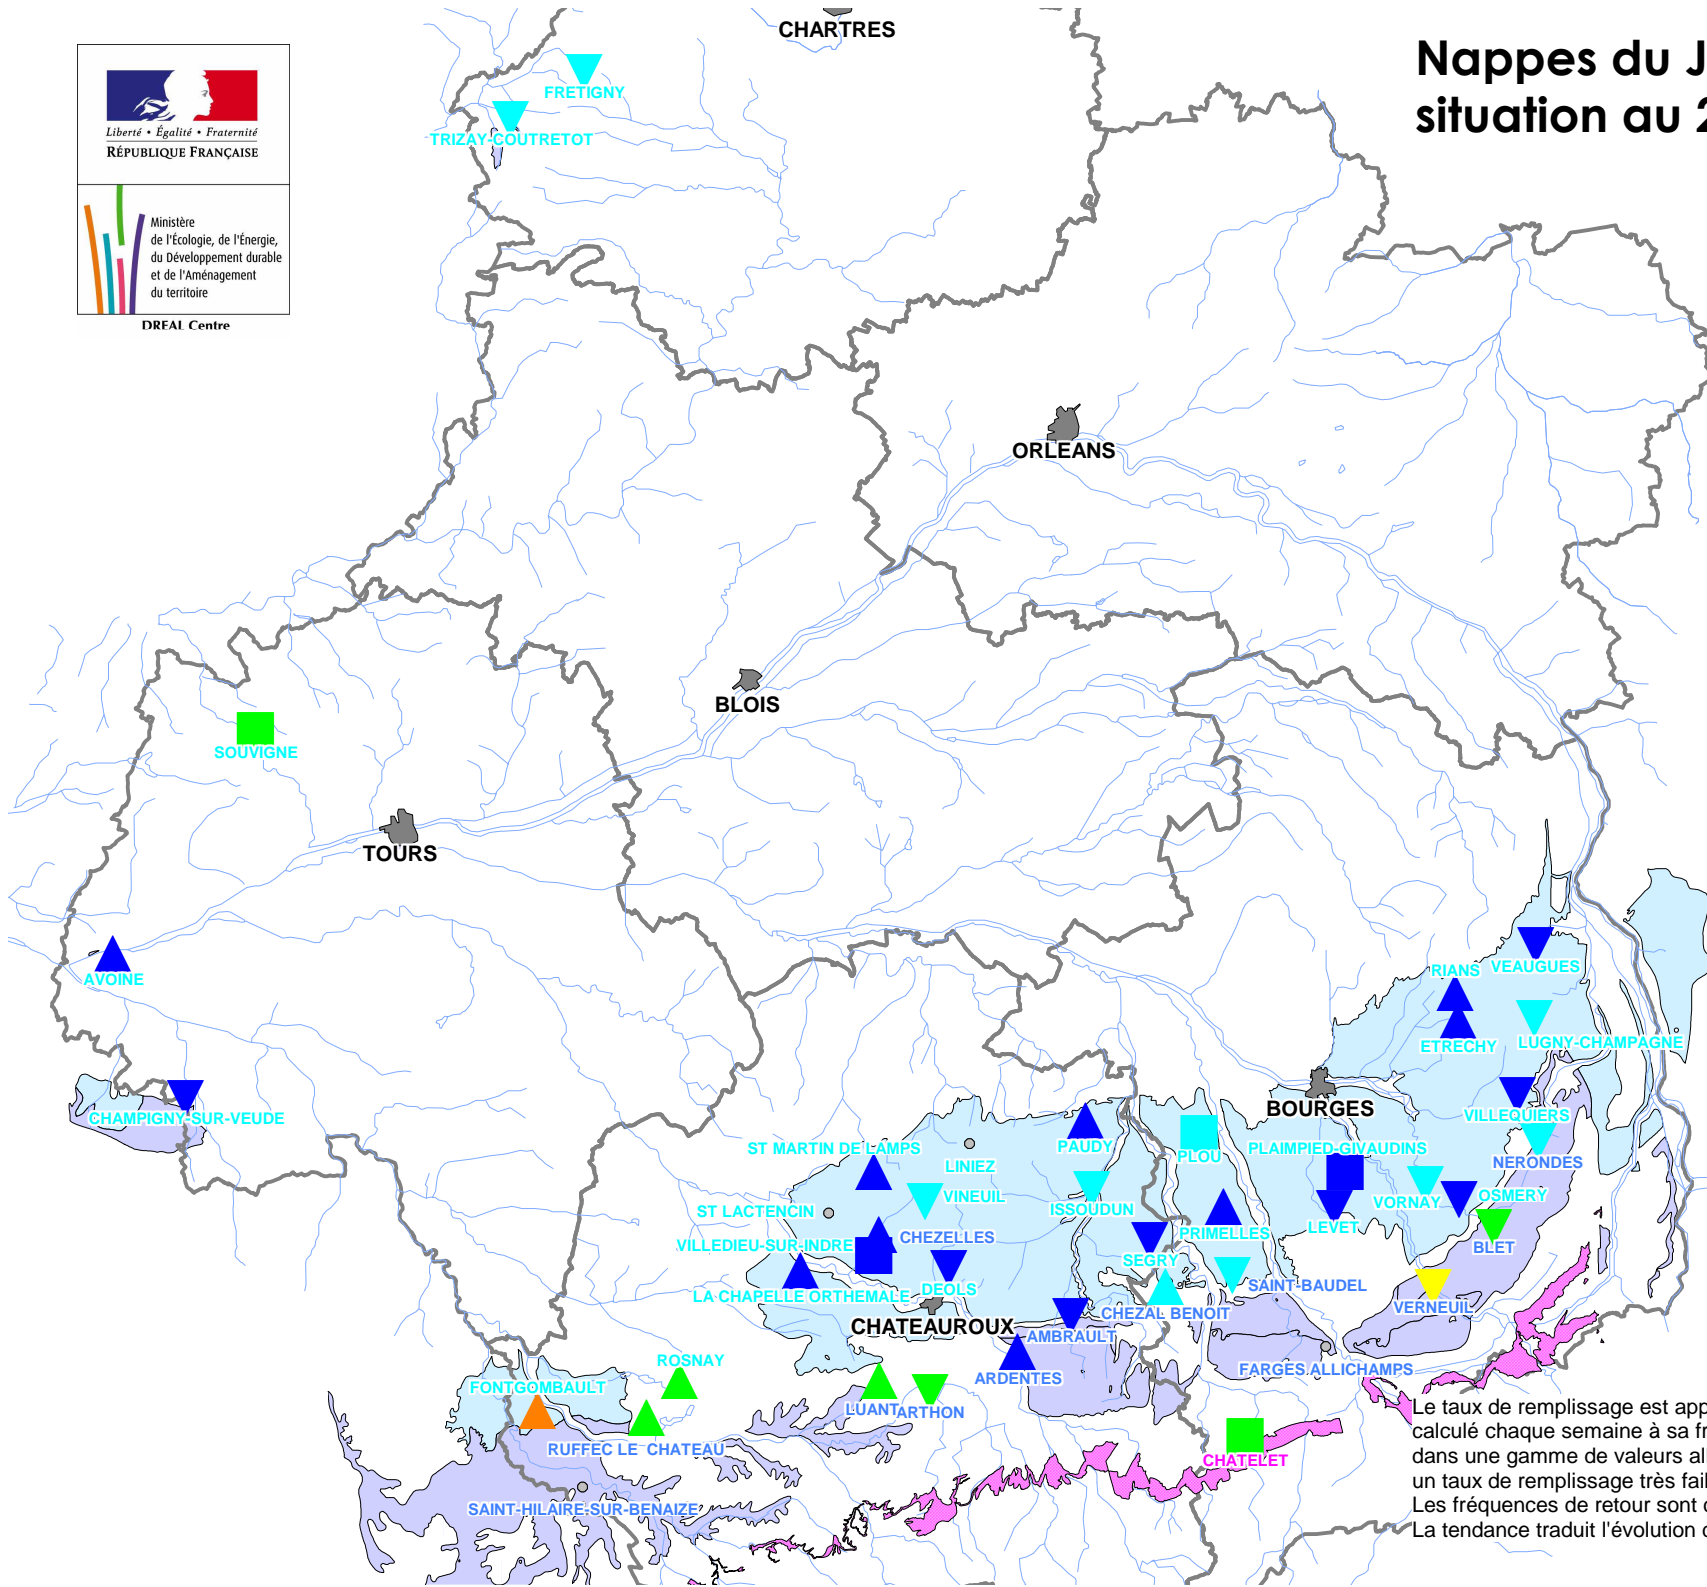 CHARTRES
Nappes du J
situation au 2
Liberté • Égalité • Fraternité
RÉPUBLIQUE FRANÇAISE
Ministère
de l'Écologie, de l'Énergie,
du Développement durable
et de l'Aménagement
du territoire
DREAL Centre
FRETIGNY
TRIZAY-COUTRETOT
ORLEANS
BLOIS
SOUVIGNE
TOURS
AVOINE
CHAMPIGNY-SUR-VEUDE
RIANS
VEAUGUES
ETRECHY
LUGNY-CHAMPAGNE
BOURGES
VILLEQUIERS
ST MARTIN DE LAMPS
PAUDY
PLOU
PLAIMPIED-GIVAUDINS
LINIEZ
NERONDES
VINEUIL
ISSOUDUN
VORNAY
OSMERY
ST LACTENCIN
PRIMELLES
LEVET
VILLEDIEU-SUR-INDRE
CHEZELLES
SEGRY
BLET
LA CHAPELLE ORTHEMALE
DEOLS
SAINT-BAUDEL
CHEZAL BENOIT
VERNEUIL
CHATEAUROUX
AMBRAULT
ROSNAY
ARDENTES
FARGES ALLICHAMPS
FONTGOMBAULT
LUANT
ARTHON
RUFFEC LE CHATEAU
CHATELET
SAINT-HILAIRE-SUR-BENAIZE
Le taux de remplissage est app
calculé chaque semaine à sa fr
dans une gamme de valeurs all
un taux de remplissage très fail
Les fréquences de retour sont c
La tendance traduit l'évolution d